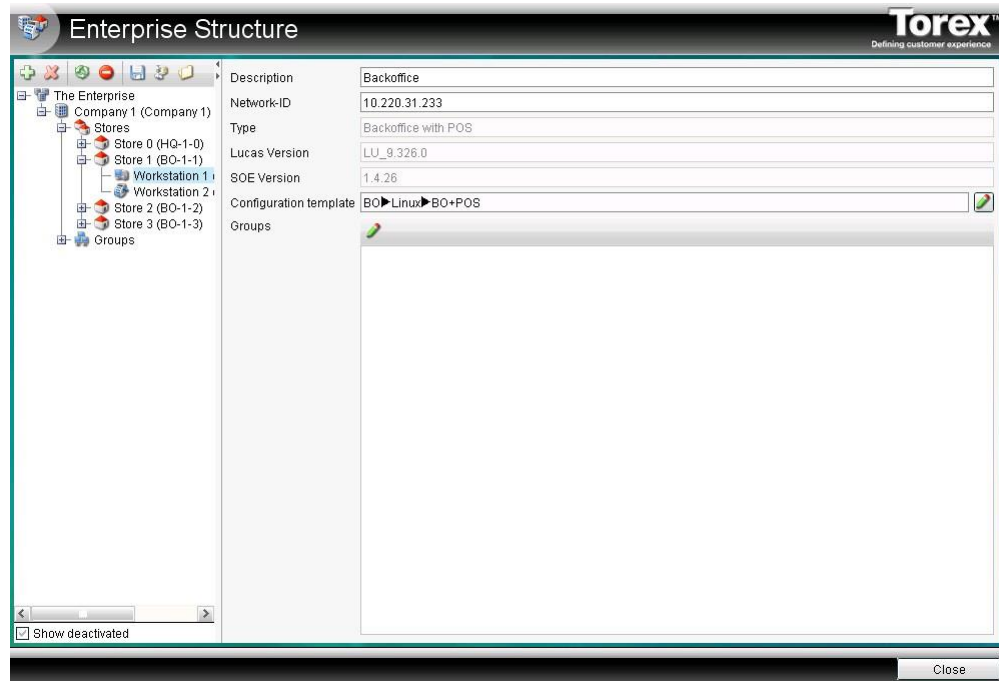 Enterprise Structure
Torex™
Defining customer experience
The Enterprise
Company 1 (Company 1)
Stores
Store 0 (HQ-1-0)
Store 1 (BO-1-1)
Workstation 1 (
Workstation 2 (
Store 2 (BO-1-2)
Store 3 (BO-1-3)
Groups
Show deactivated
Description Backoffice
Network-ID 10.220.31.233
Type Backoffice with POS
Lucas Version LU_9.326.0
SOE Version 1.4.26
Configuration template BO▶Linux▶BO+POS
Groups
Close